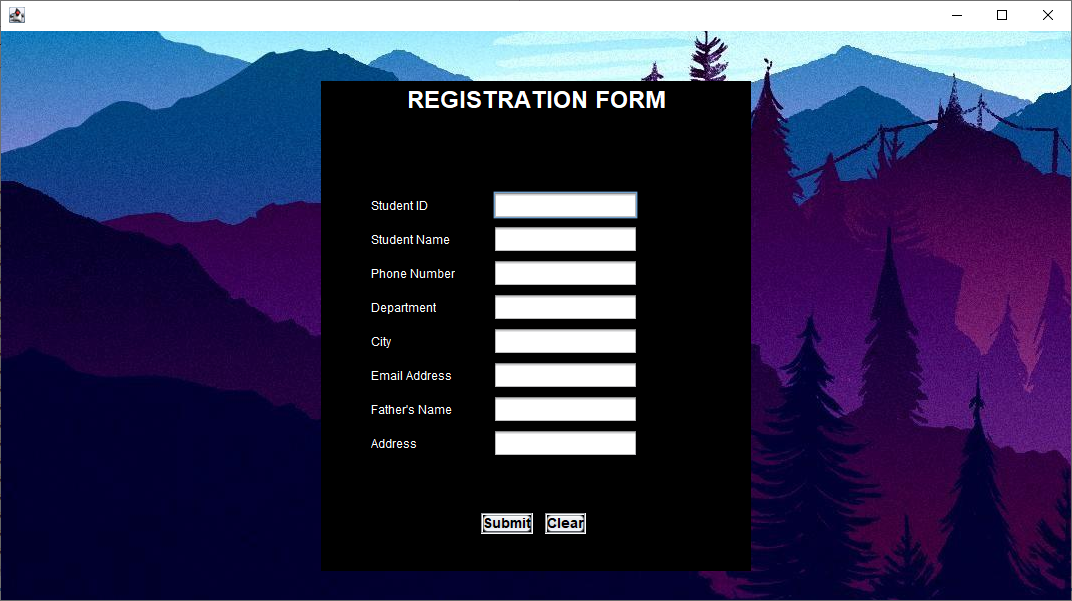 REGISTRATION FORM
Student ID
Student Name
Phone Number
Department
City
Email Address
Father's Name
Address
Submit Clear